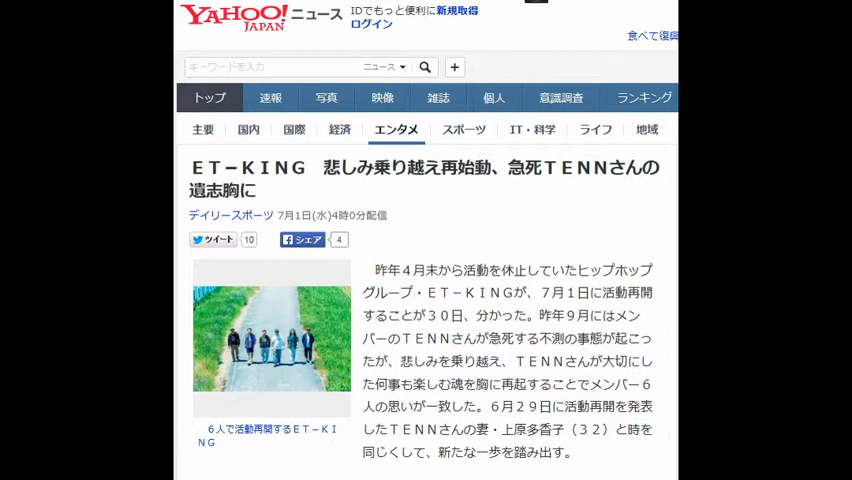 YAHOO! JAPAN ニュース
IDでもっと便利に新規取得
ログイン
食べて復興
キーワードを入力
ニュース
+
トップ 速報 写真 映像 雑誌 個人 意識調査 ランキング
主要 国内 国際 経済 エンタメ スポーツ IT・科学 ライフ 地域
ＥＴ－ＫＩＮＧ　悲しみ乗り越え再始動、急死ＴＥＮＮさんの
遺志胸に
デイリースポーツ 7月1日(水)4時0分配信
ツイート 10 シェア 4
　昨年４月末から活動を休止していたヒップホップ
グループ・ＥＴ－ＫＩＮＧが、７月１日に活動再開
することが３０日、分かった。昨年９月にはメン
バーのＴＥＮＮさんが急死する不測の事態が起こっ
たが、悲しみを乗り越え、ＴＥＮＮさんが大切にし
た何事も楽しむ魂を胸に再起することでメンバー６
人の思いが一致した。６月２９日に活動再開を発表
したＴＥＮＮさんの妻・上原多香子（３２）と時を
同じくして、新たな一歩を踏み出す。
６人で活動再開するＥＴ－ＫＩ
ＮＧ